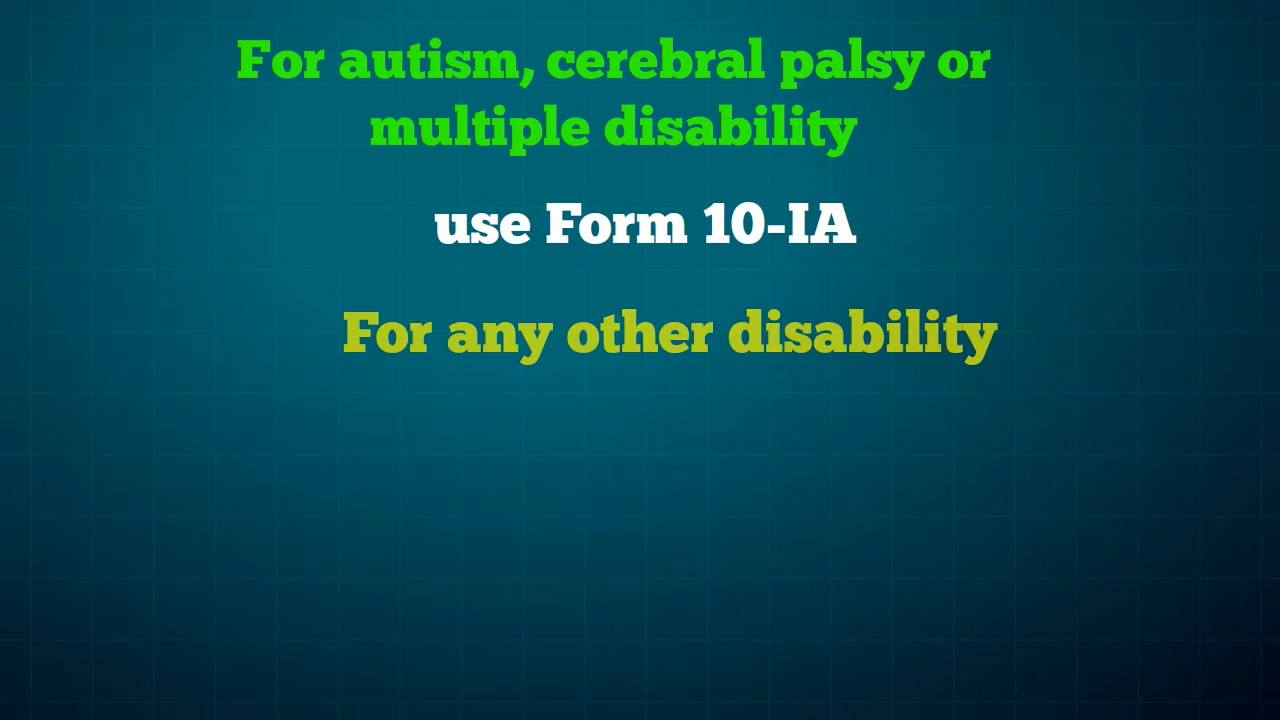 For autism, cerebral palsy or
multiple disability
use Form 10-IA
For any other disability